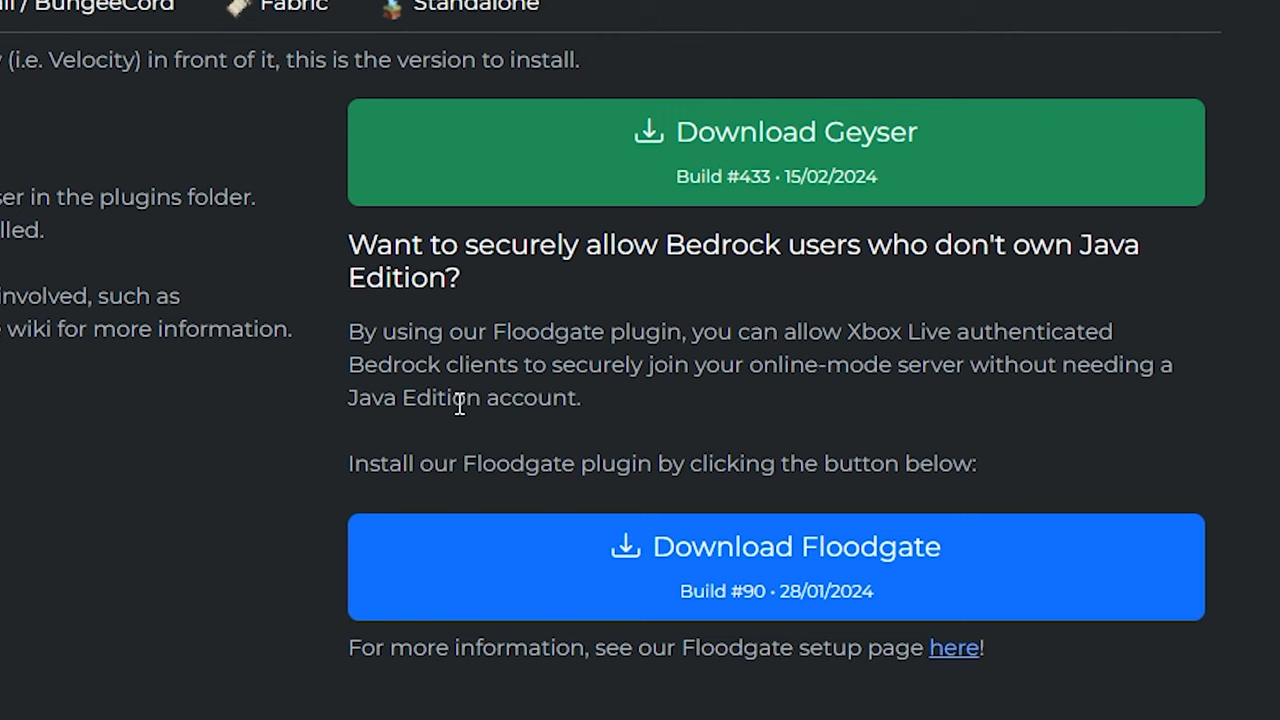 / BungeeCord Fabric Standalone
(i.e. Velocity) in front of it, this is the version to install.
Download Geyser
Build #433 • 15/02/2024
in the plugins folder.
Want to securely allow Bedrock users who don't own Java
Edition?
involved, such as
wiki for more information.
By using our Floodgate plugin, you can allow Xbox Live authenticated
Bedrock clients to securely join your online-mode server without needing a
Java Edition account.
Install our Floodgate plugin by clicking the button below:
Download Floodgate
Build #90 • 28/01/2024
For more information, see our Floodgate setup page here!